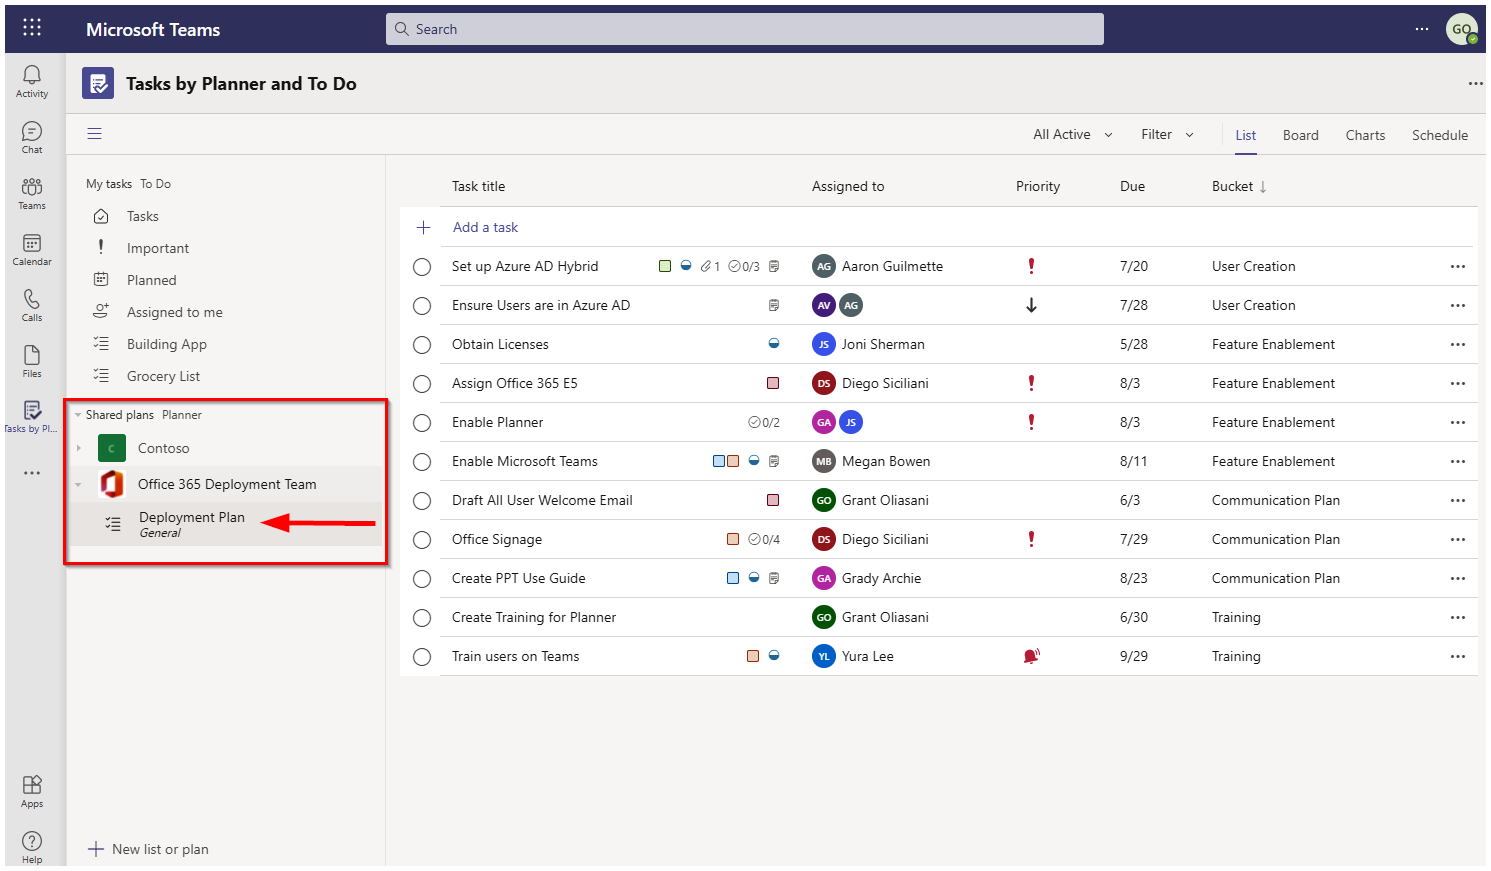 Microsoft Teams
Search
GO
Activity
Chat
Teams
Calendar
Calls
Files
Tasks by Pl...
Apps
Help
Tasks by Planner and To Do
All Active Filter List Board Charts Schedule
My tasks To Do
Tasks
Important
Planned
Assigned to me
Building App
Grocery List
Shared plans Planner
C Contoso
Office 365 Deployment Team
Deployment Plan
General
New list or plan
Task title Assigned to Priority Due Bucket ↓
+ Add a task
Set up Azure AD Hybrid 1 0/3 AG Aaron Guilmette 7/20 User Creation
Ensure Users are in Azure AD AV AG 7/28 User Creation
Obtain Licenses JS Joni Sherman 5/28 Feature Enablement
Assign Office 365 E5 DS Diego Siciliani 8/3 Feature Enablement
Enable Planner 0/2 GA JS 8/3 Feature Enablement
Enable Microsoft Teams MB Megan Bowen 8/11 Feature Enablement
Draft All User Welcome Email GO Grant Oliasani 6/3 Communication Plan
Office Signage 0/4 DS Diego Siciliani 7/29 Communication Plan
Create PPT Use Guide GA Grady Archie 8/23 Communication Plan
Create Training for Planner GO Grant Oliasani 6/30 Training
Train users on Teams YL Yura Lee 9/29 Training